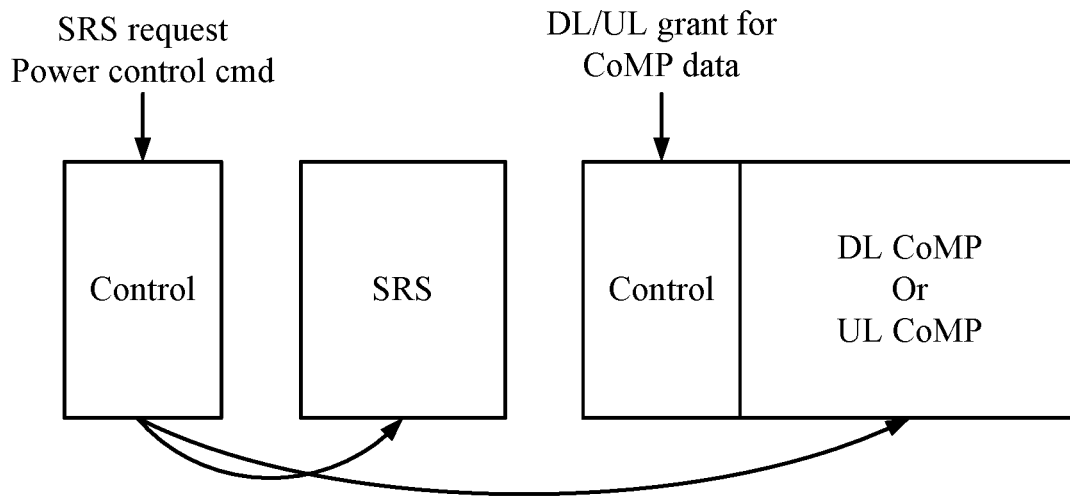 SRS request
Power control cmd
DL/UL grant for
CoMP data
Control
SRS
Control
DL CoMP
Or
UL CoMP